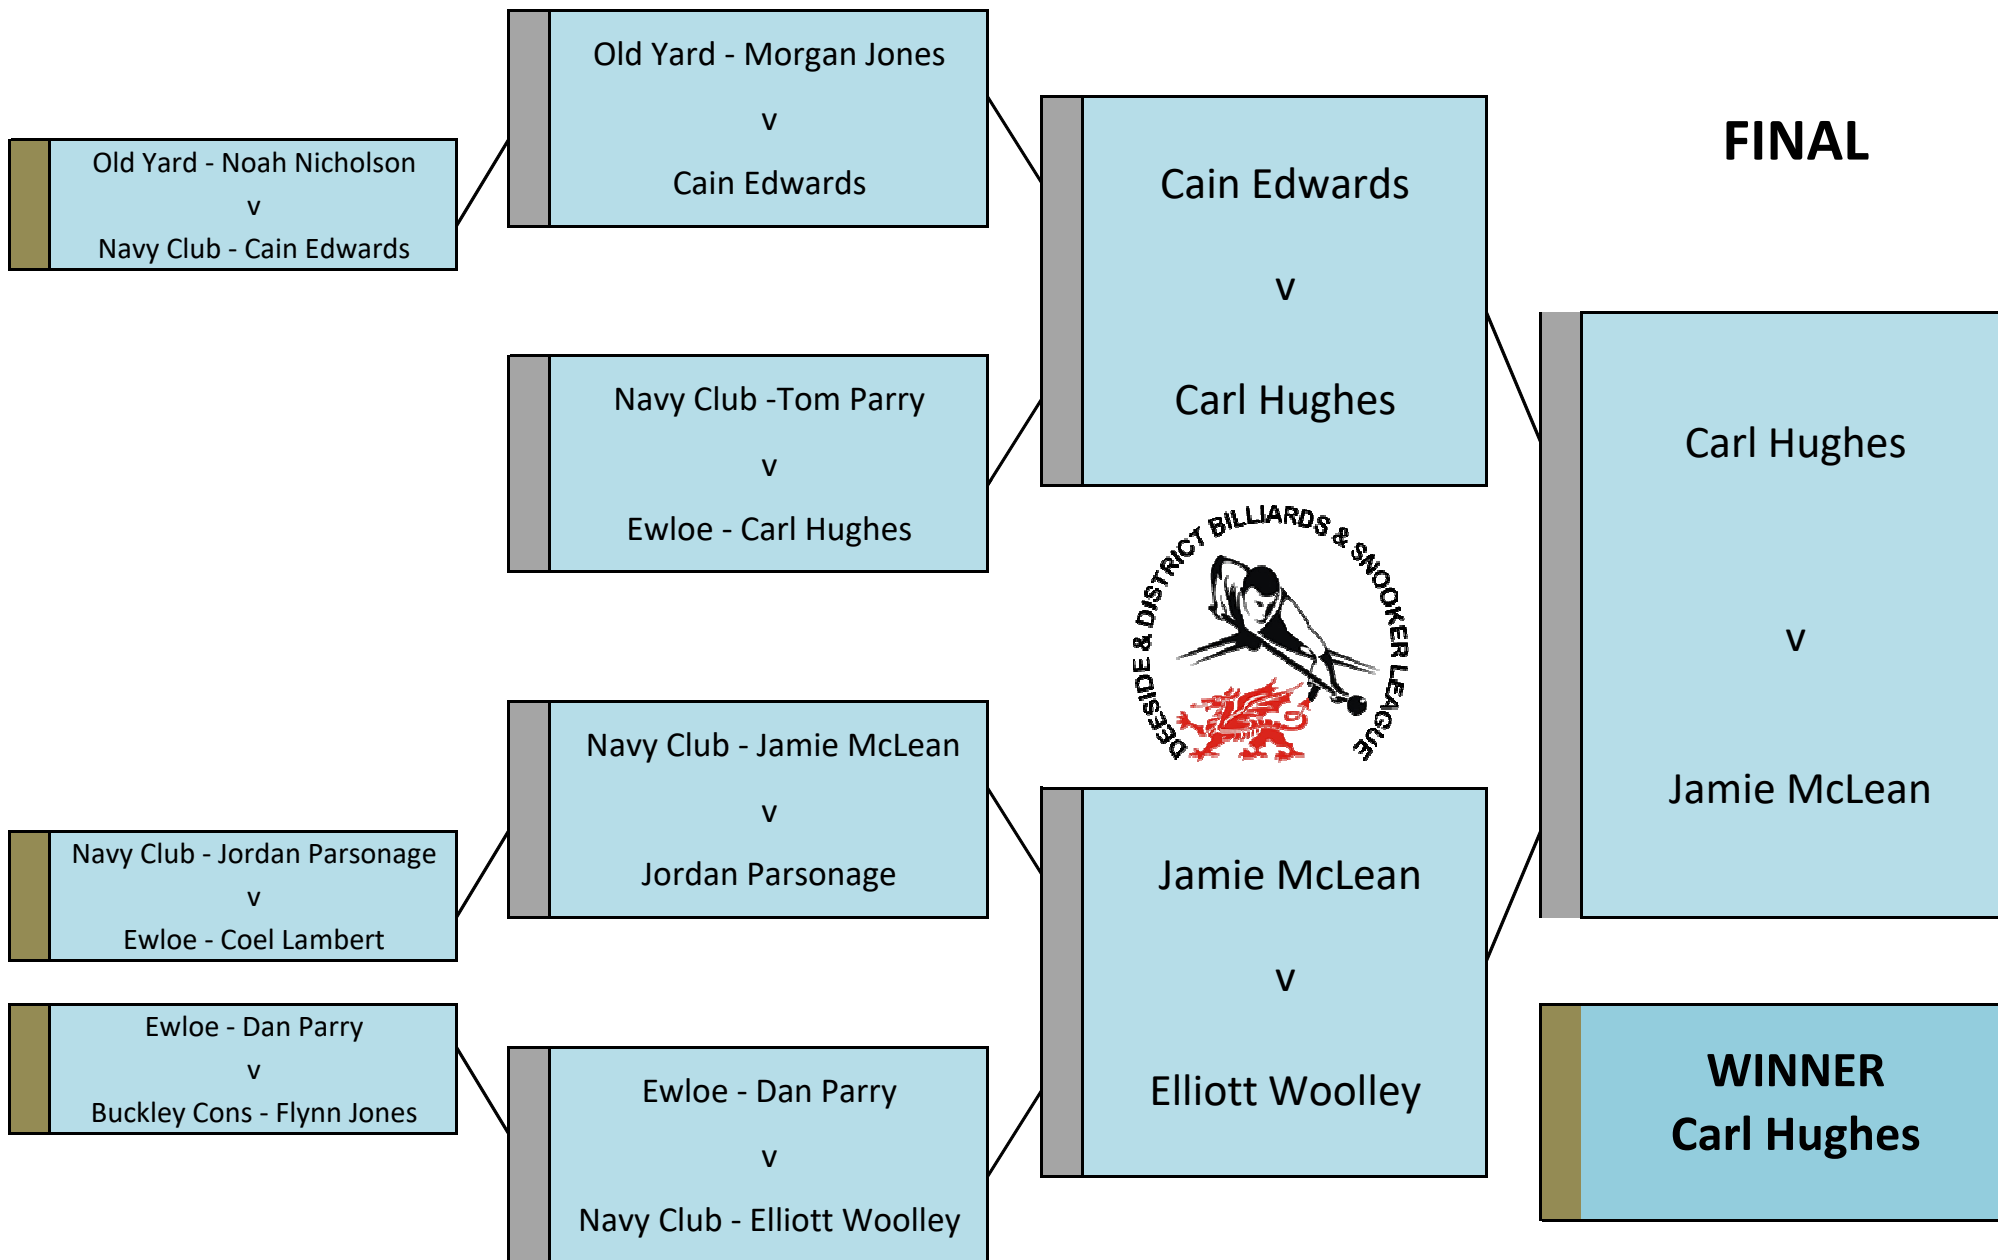 Old Yard - Noah Nicholson
v
Navy Club - Cain Edwards
Navy Club - Jordan Parsonage
v
Ewloe - Coel Lambert
Ewloe - Dan Parry
v
Buckley Cons - Flynn Jones
Old Yard - Morgan Jones
v
Cain Edwards
Navy Club -Tom Parry
v
Ewloe - Carl Hughes
Navy Club - Jamie McLean
v
Jordan Parsonage
Ewloe - Dan Parry
v
Navy Club - Elliott Woolley
Cain Edwards
v
Carl Hughes
DEESIDE & DISTRICT BILLIARDS & SNOOKER LEAGUE
Jamie McLean
v
Elliott Woolley
FINAL
Carl Hughes
v
Jamie McLean
WINNER
Carl Hughes